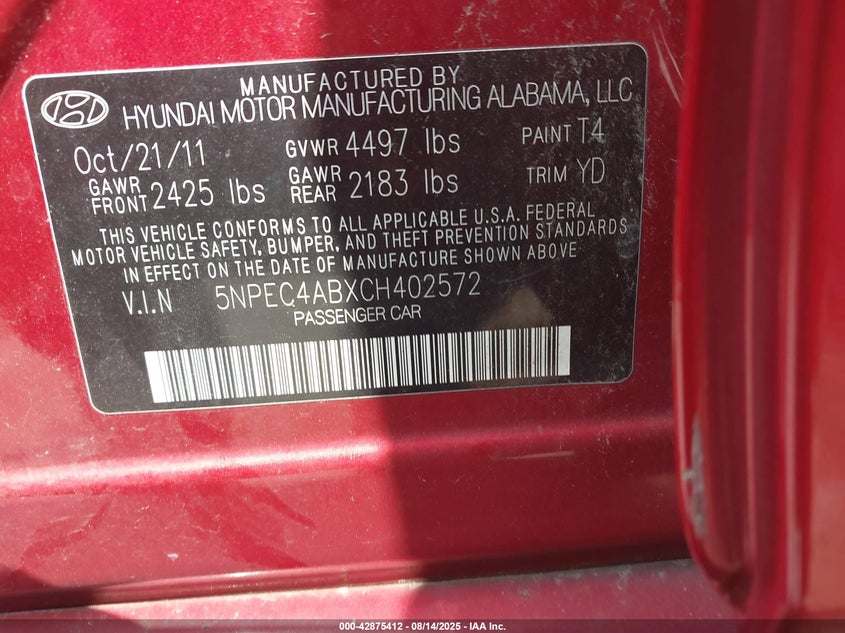 MANUFACTURED BY
HYUNDAI MOTOR MANUFACTURING ALABAMA, LLC
Oct/21/11 GVWR 4497 lbs PAINT T4
GAWR FRONT 2425 lbs GAWR REAR 2183 lbs TRIM YD
THIS VEHICLE CONFORMS TO ALL APPLICABLE U.S.A. FEDERAL
MOTOR VEHICLE SAFETY, BUMPER, AND THEFT PREVENTION STANDARDS
IN EFFECT ON THE DATE OF MANUFACTURE SHOWN ABOVE
V.I.N 5NPEC4ABXCH402572
PASSENGER CAR
000-42875412 - 08/14/2025 - IAA Inc.